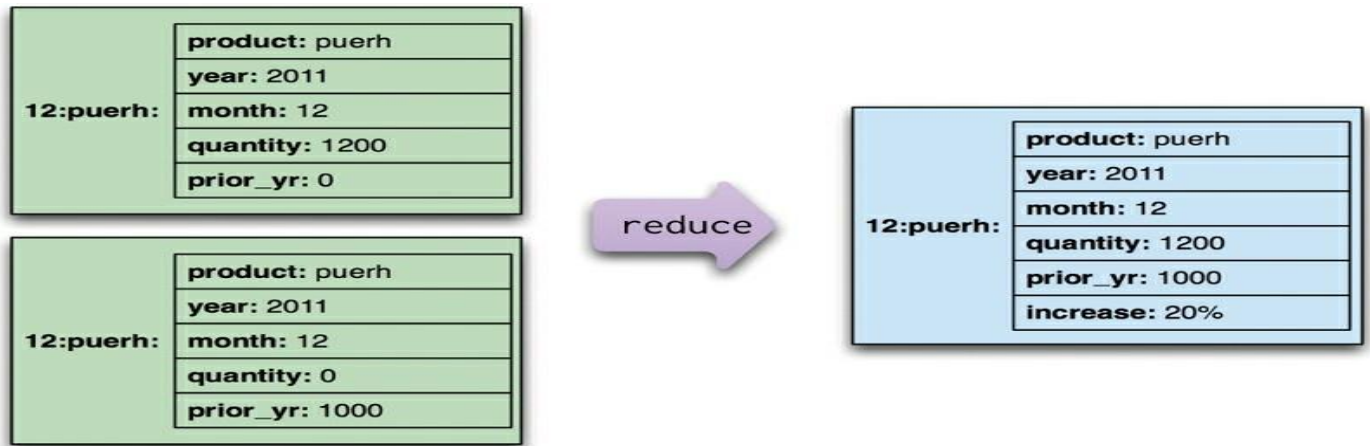 12:puerh:
product: puerh
year: 2011
month: 12
quantity: 1200
prior_yr: 0
12:puerh:
product: puerh
year: 2011
month: 12
quantity: 0
prior_yr: 1000
reduce
12:puerh:
product: puerh
year: 2011
month: 12
quantity: 1200
prior_yr: 1000
increase: 20%